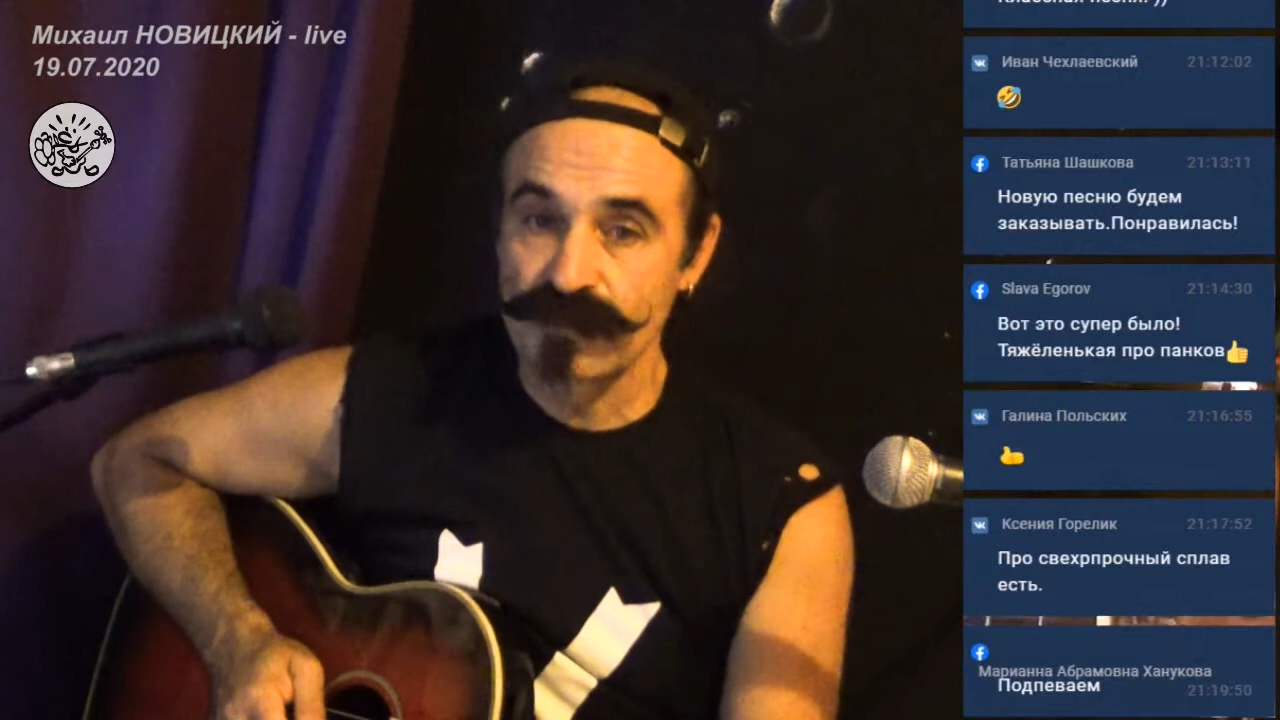 Михаил НОВИЦКИЙ - live
19.07.2020
Классная песня! ))
Иван Чехлаевский 21:12:02
🤣
Татьяна Шашкова 21:13:11
Новую песню будем
заказывать.Понравилась!
Slava Egorov 21:14:30
Вот это супер было!
Тяжёленькая про панков👍
Галина Польских 21:16:55
👍
Ксения Горелик 21:17:52
Про свехрпрочный сплав
есть.
Марианна Абрамовна Ханукова
Подпеваем 21:19:50